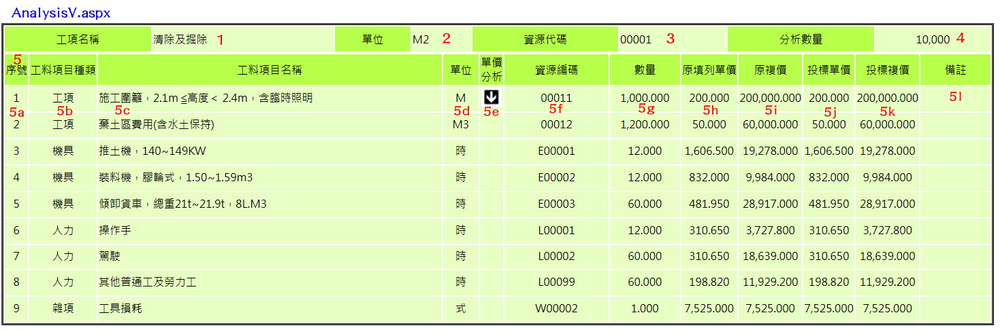 AnalysisV.aspx
工項名稱 清除及掘除 1 單位 M2 2 資源代碼 00001 3 分析數量 10,000 4
5
序號 工料項目種類 工料項目名稱 單位 單價分析 資源編碼 數量 原填列單價 原複價 投標單價 投標複價 備註
1 工項 施工圍籬，2.1m ≦高度＜ 2.4m，含臨時照明 M 00011 1,000.000 200.000 200,000.000 200.000 200,000.000
5a 5b 5c 5d 5e 5f 5g 5h 5i 5j 5k 5l
2 工項 棄土區費用(含水土保持) M3 00012 1,200.000 50.000 60,000.000 50.000 60,000.000
3 機具 推土機，140~149KW 時 E00001 12.000 1,606.500 19,278.000 1,606.500 19,278.000
4 機具 裝料機，膠輪式，1.50~1.59m3 時 E00002 12.000 832.000 9,984.000 832.000 9,984.000
5 機具 傾卸貨車，總重21t~21.9t，8L.M3 時 E00003 60.000 481.950 28,917.000 481.950 28,917.000
6 人力 操作手 時 L00001 12.000 310.650 3,727.800 310.650 3,727.800
7 人力 駕駛 時 L00002 60.000 310.650 18,639.000 310.650 18,639.000
8 人力 其他普通工及勞力工 時 L00099 60.000 198.820 11,929.200 198.820 11,929.200
9 雜項 工具損耗 式 W00002 1.000 7,525.000 7,525.000 7,525.000 7,525.000